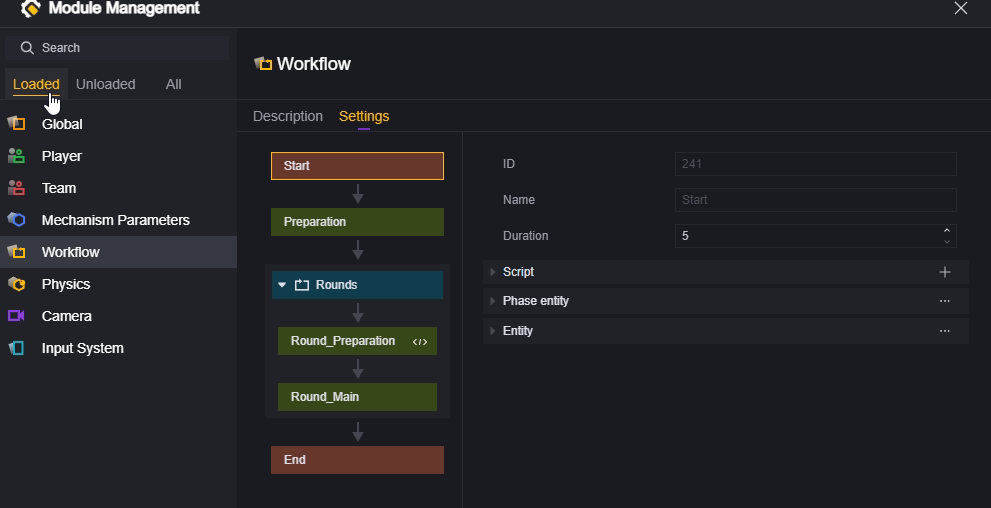 Module Management
Search
Loaded Unloaded All
Global
Player
Team
Mechanism Parameters
Workflow
Physics
Camera
Input System
Workflow
Description Settings
Start
Preparation
Rounds
Round_Preparation </>
Round_Main
End
ID 241
Name Start
Duration 5
Script
Phase entity
Entity